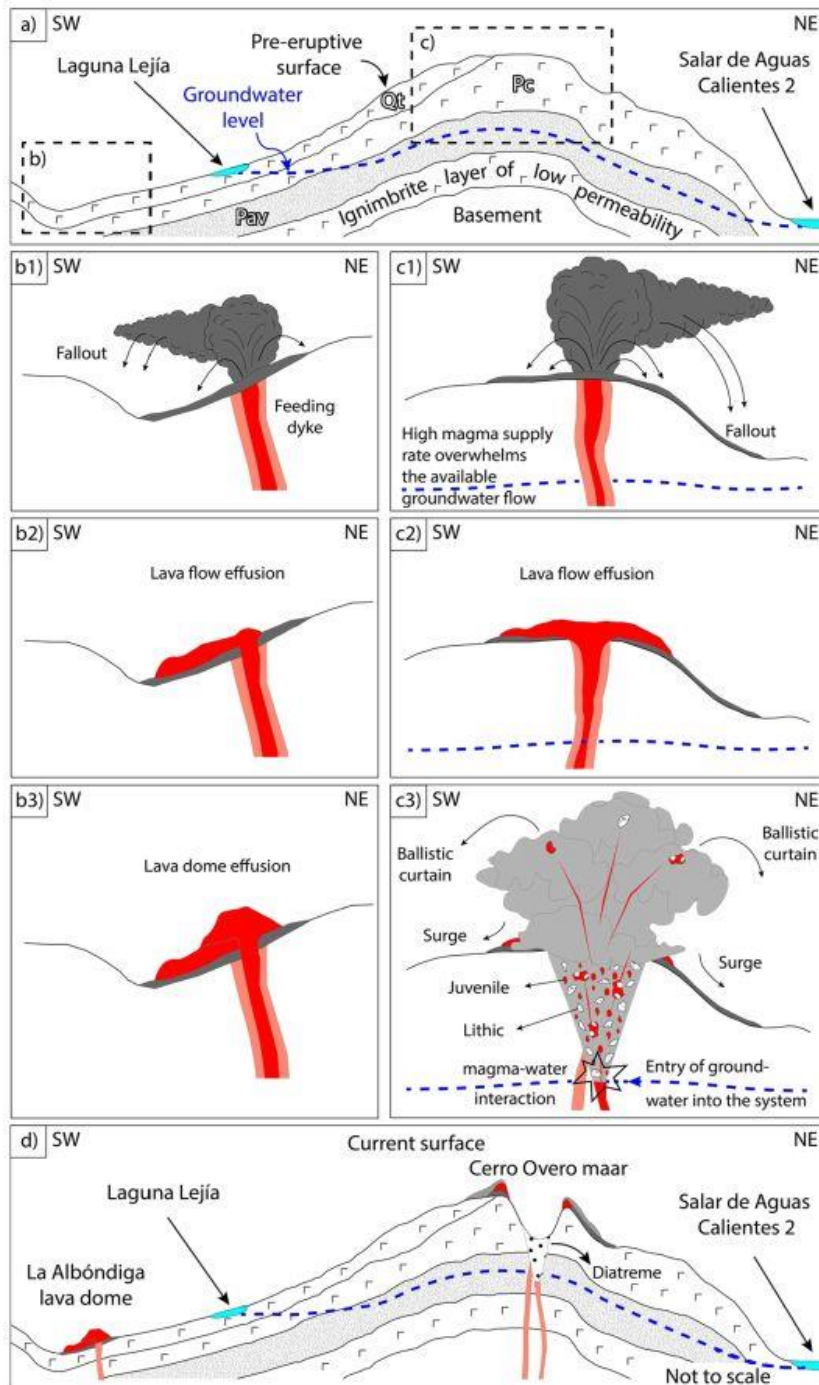 a) SW
NE
Pre-eruptive
surface
c)
Laguna Lejía
Groundwater
level
Qt
Pc
Salar de Aguas
Calientes 2
b)
Pav
Ignimbrite layer of low permeability
Basement
b1) SW
NE
Fallout
Feeding
dyke
c1) SW
NE
High magma supply
rate overwhelms
the available
groundwater flow
Fallout
b2) SW
NE
Lava flow effusion
c2) SW
NE
Lava flow effusion
b3) SW
NE
Lava dome effusion
c3) SW
NE
Ballistic
curtain
Ballistic
curtain
Surge
Surge
Juvenile
Lithic
magma-water
interaction
Entry of ground-
water into the system
d) SW
Current surface
NE
Cerro Overo maar
Laguna Lejía
Salar de Aguas
Calientes 2
La Albóndiga
lava dome
Diatreme
Not to scale